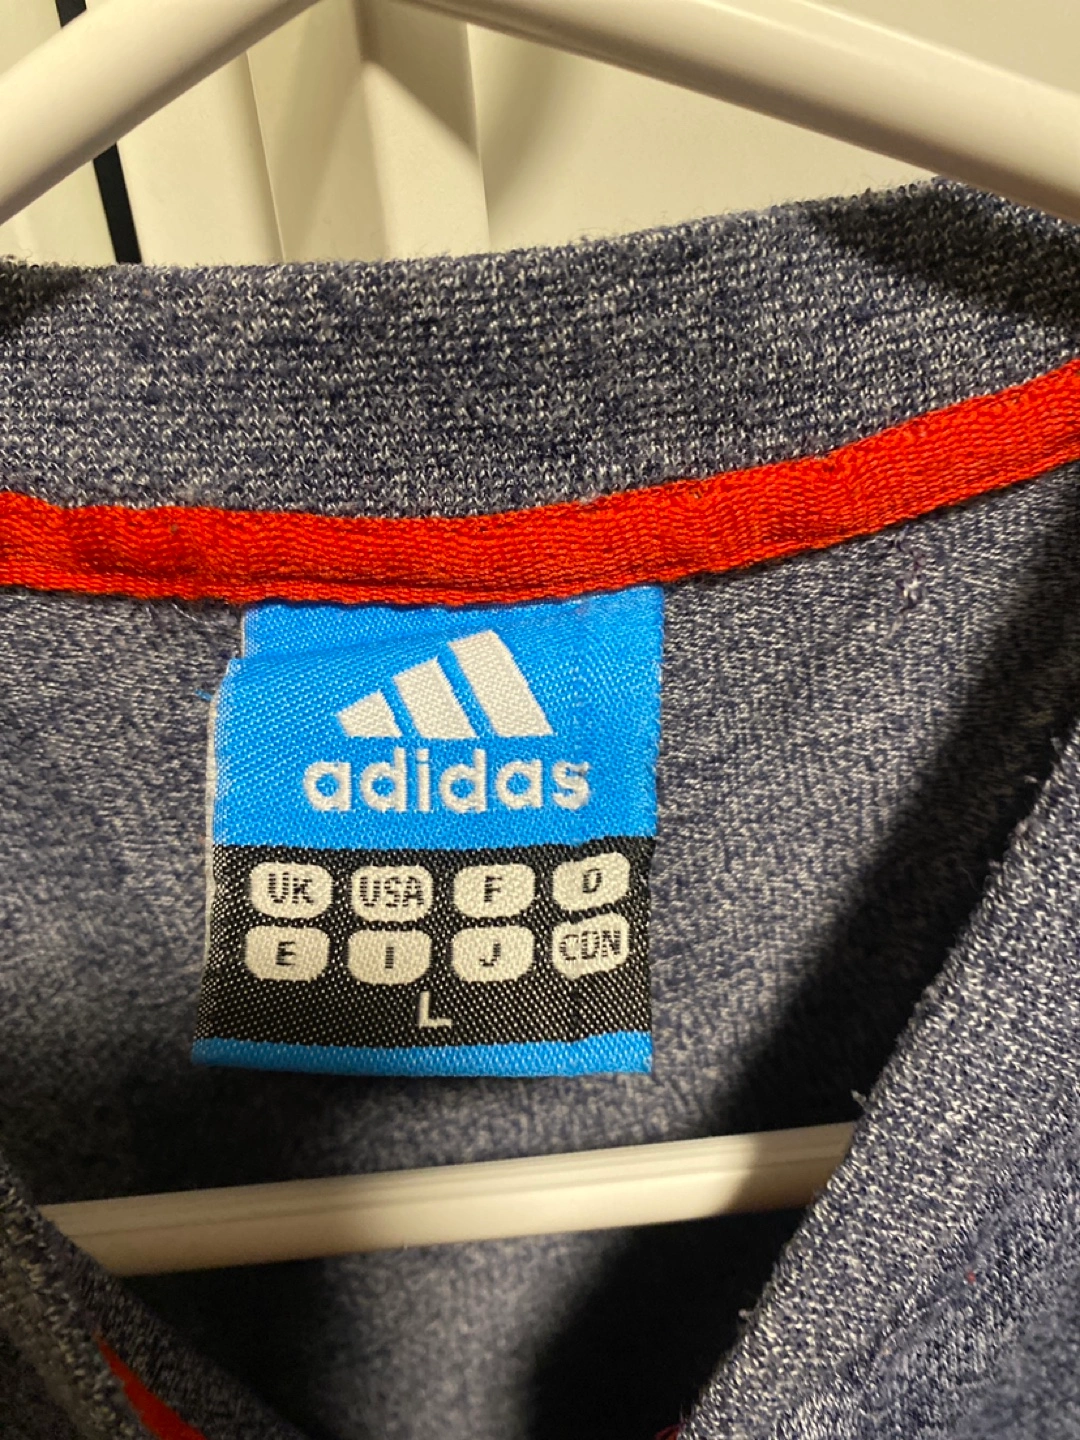 adidas
UK USA F D
E I J CDN
L